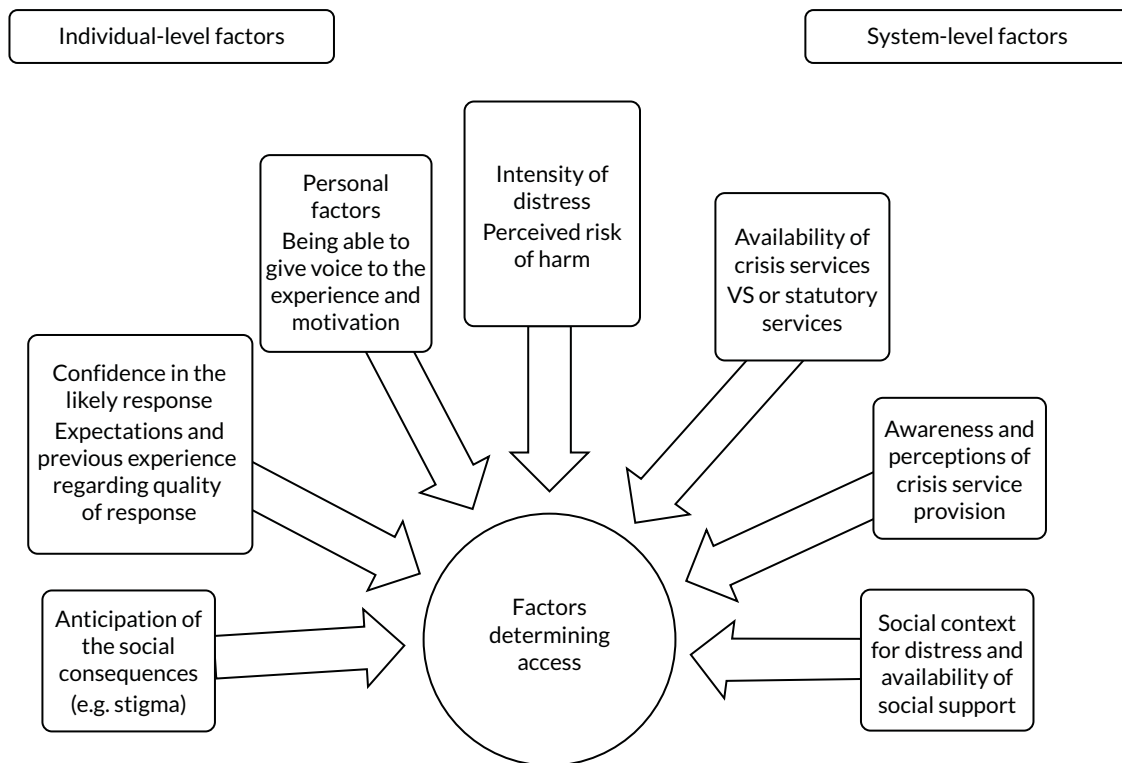 Individual-level factors
System-level factors
Intensity of
distress
Perceived risk
of harm
Personal
factors
Being able to
give voice to the
experience and
motivation
Availability of
crisis services
VS or statutory
services
Confidence in the
likely response
Expectations and
previous experience
regarding quality
of response
Awareness and
perceptions of
crisis service
provision
Anticipation of
the social
consequences
(e.g. stigma)
Factors
determining
access
Social context
for distress and
availability of
social support